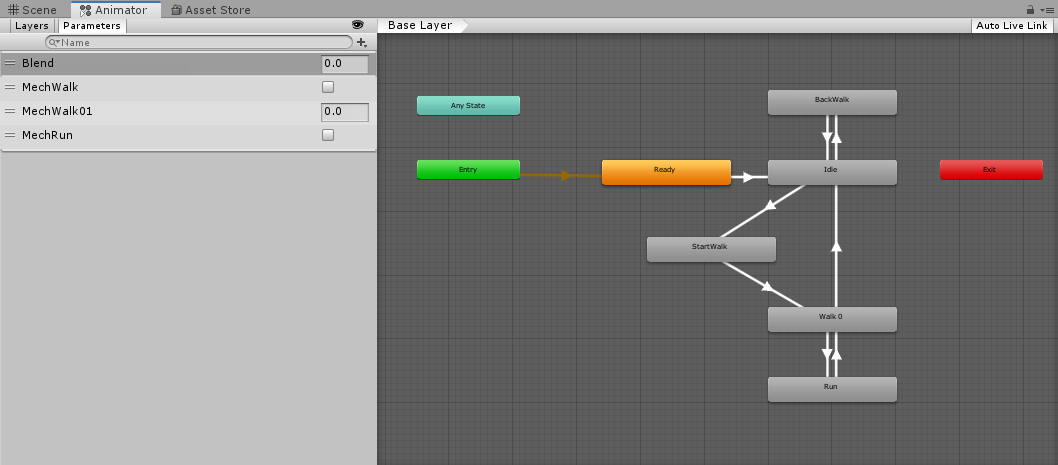 Scene Animator Asset Store
Layers Parameters Base Layer Auto Live Link
Name
Blend 0.0
MechWalk
MechWalk01 0.0
MechRun
Any State BackWalk
Entry Ready Idle Exit
StartWalk
Walk 0
Run